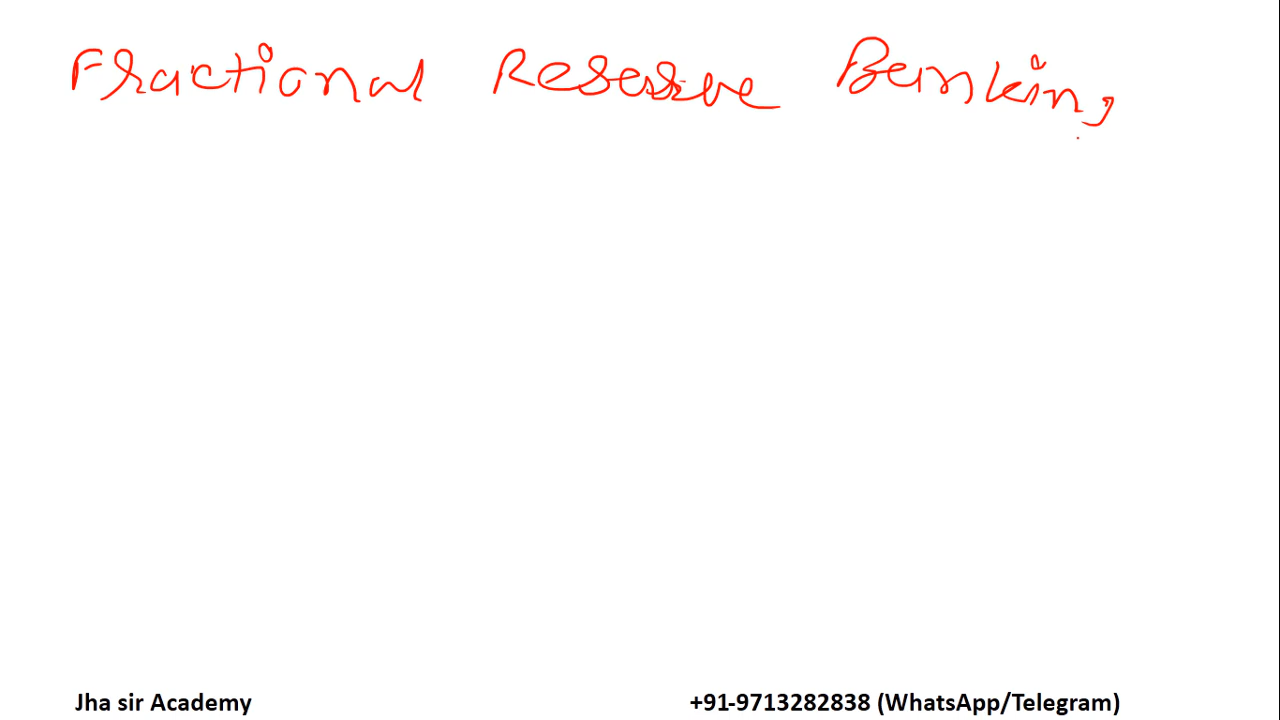 Fractional Reserve Banking
Jha sir Academy
+91-9713282838 (WhatsApp/Telegram)